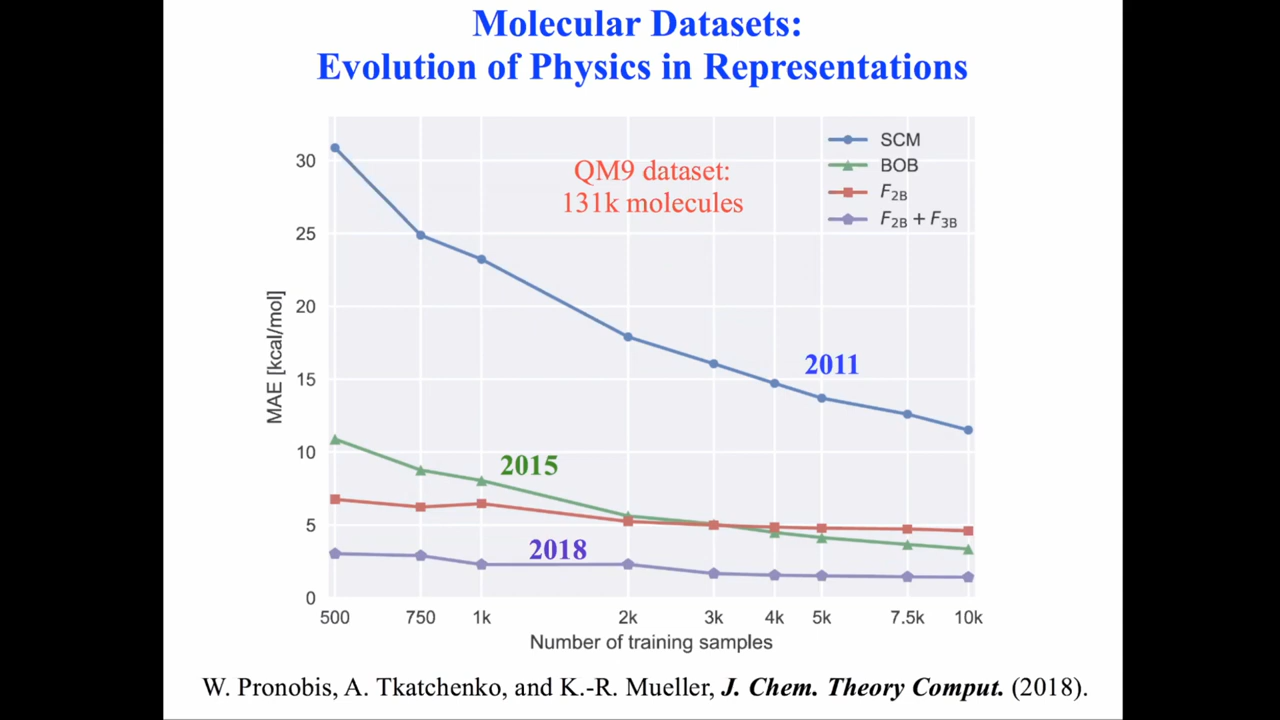 Molecular Datasets:
Evolution of Physics in Representations
SCM
BOB
F2B
F2B + F3B
QM9 dataset:
131k molecules
2011
2015
2018
MAE [kcal/mol]
30
25
20
15
10
5
0
500 750 1k 2k 3k 4k 5k 7.5k 10k
Number of training samples
W. Pronobis, A. Tkatchenko, and K.-R. Mueller, J. Chem. Theory Comput. (2018).